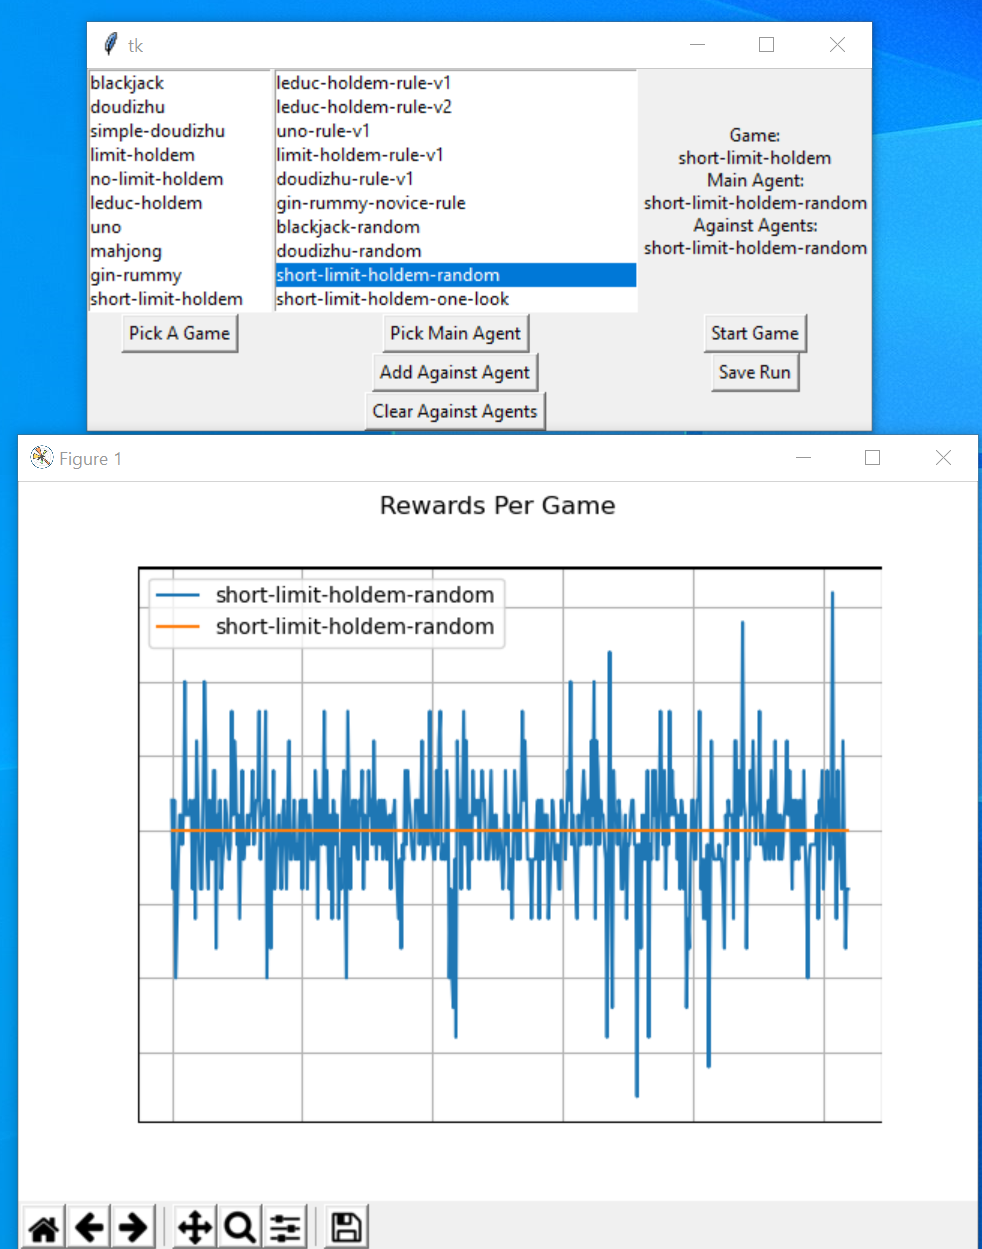 tk
blackjack
doudizhu
simple-doudizhu
limit-holdem
no-limit-holdem
leduc-holdem
uno
mahjong
gin-rummy
short-limit-holdem
leduc-holdem-rule-v1
leduc-holdem-rule-v2
uno-rule-v1
limit-holdem-rule-v1
doudizhu-rule-v1
gin-rummy-novice-rule
blackjack-random
doudizhu-random
short-limit-holdem-random
short-limit-holdem-one-look
Game:
short-limit-holdem
Main Agent:
short-limit-holdem-random
Against Agents:
short-limit-holdem-random
Pick A Game
Pick Main Agent
Start Game
Add Against Agent
Save Run
Clear Against Agents
Figure 1
Rewards Per Game
short-limit-holdem-random
short-limit-holdem-random